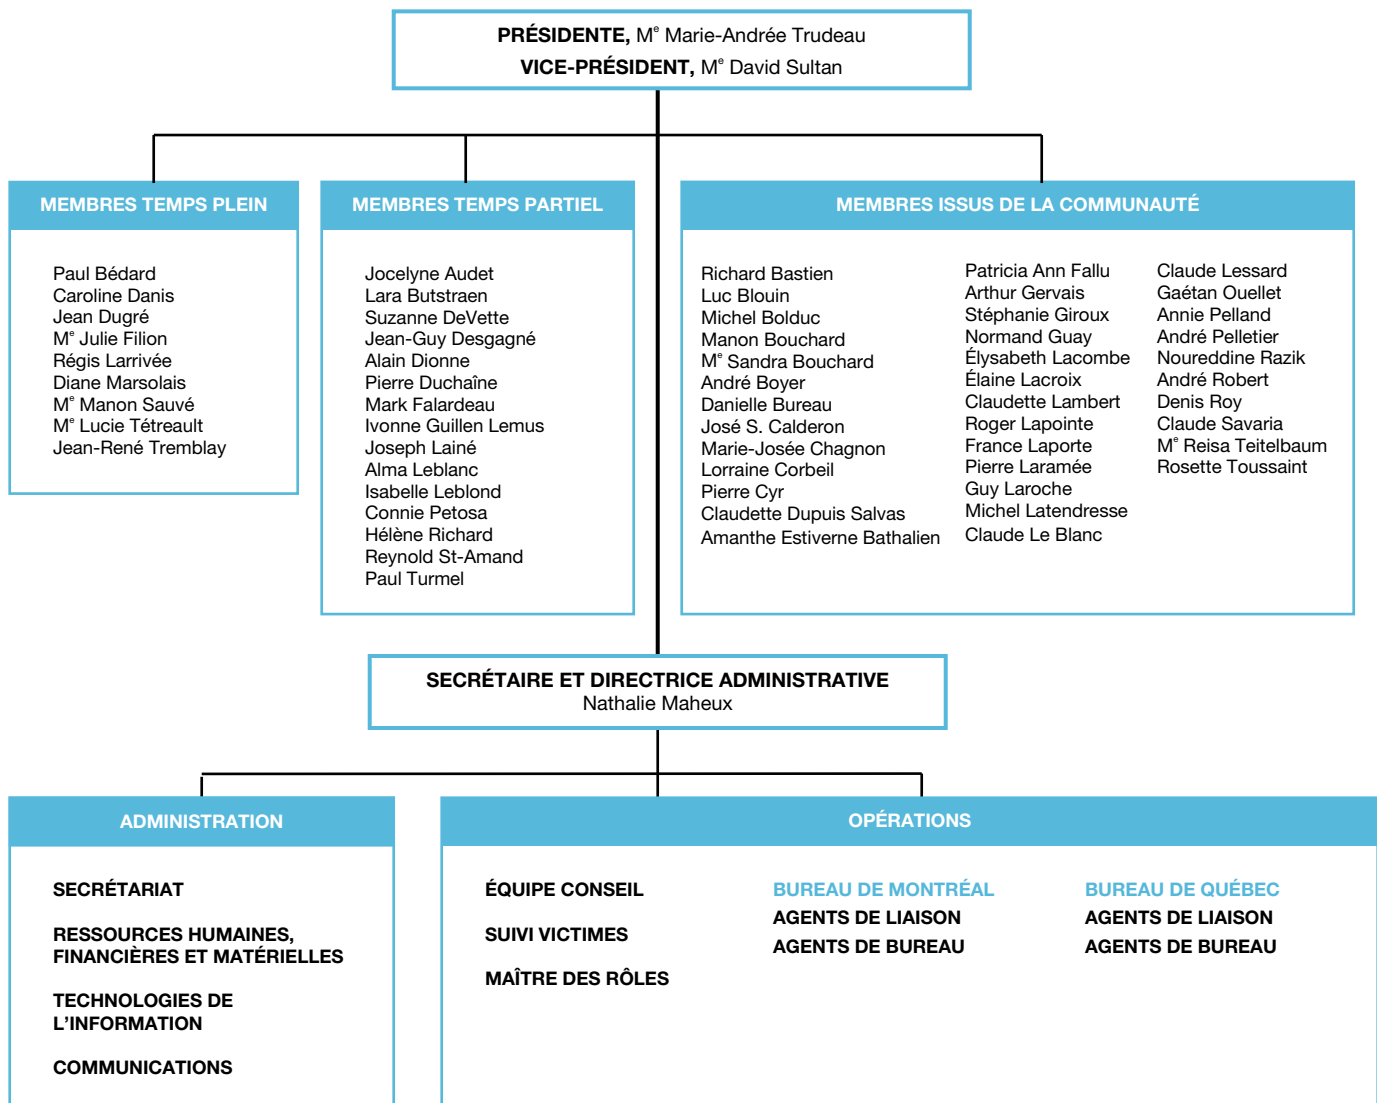 PRÉSIDENTE, Mᵉ Marie-Andrée Trudeau
VICE-PRÉSIDENT, Mᵉ David Sultan
MEMBRES TEMPS PLEIN
Paul Bédard
Caroline Danis
Jean Dugré
Mᵉ Julie Filion
Régis Larrivée
Diane Marsolais
Mᵉ Manon Sauvé
Mᵉ Lucie Tétreault
Jean-René Tremblay
MEMBRES TEMPS PARTIEL
Jocelyne Audet
Lara Butstraen
Suzanne DeVette
Jean-Guy Desgagné
Alain Dionne
Pierre Duchaîne
Mark Falardeau
Ivonne Guillen Lemus
Joseph Lainé
Alma Leblanc
Isabelle Leblond
Connie Petosa
Hélène Richard
Reynold St-Amand
Paul Turmel
MEMBRES ISSUS DE LA COMMUNAUTÉ
Richard Bastien
Luc Blouin
Michel Bolduc
Manon Bouchard
Mᵉ Sandra Bouchard
André Boyer
Danielle Bureau
José S. Calderon
Marie-Josée Chagnon
Lorraine Corbeil
Pierre Cyr
Claudette Dupuis Salvas
Amanthe Estiverne Bathalien
Patricia Ann Fallu
Arthur Gervais
Stéphanie Giroux
Normand Guay
Élysabeth Lacombe
Élaine Lacroix
Claudette Lambert
Roger Lapointe
France Laporte
Pierre Laramée
Guy Laroche
Michel Latendresse
Claude Le Blanc
Claude Lessard
Gaétan Ouellet
Annie Pelland
André Pelletier
Noureddine Razik
André Robert
Denis Roy
Claude Savaria
Mᵉ Reisa Teitelbaum
Rosette Toussaint
SECRÉTAIRE ET DIRECTRICE ADMINISTRATIVE
Nathalie Maheux
ADMINISTRATION
SECRÉTARIAT
RESSOURCES HUMAINES,
FINANCIÈRES ET MATÉRIELLES
TECHNOLOGIES DE
L'INFORMATION
COMMUNICATIONS
OPÉRATIONS
ÉQUIPE CONSEIL
SUIVI VICTIMES
MAÎTRE DES RÔLES
BUREAU DE MONTRÉAL
AGENTS DE LIAISON
AGENTS DE BUREAU
BUREAU DE QUÉBEC
AGENTS DE LIAISON
AGENTS DE BUREAU